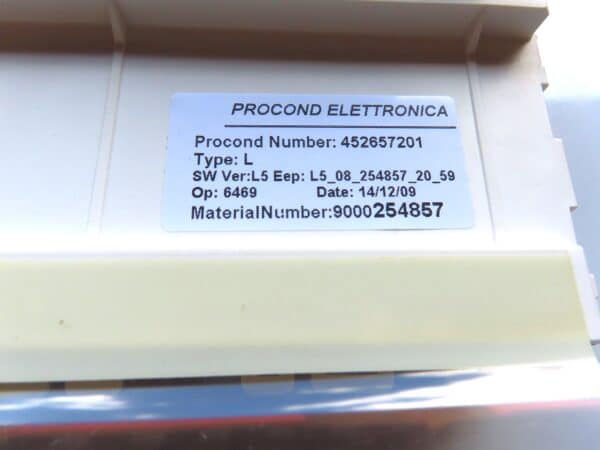 PROCOND ELETTRONICA
Procond Number: 452657201
Type: L
SW Ver:L5 Eep: L5_08_254857_20_59
Op: 6469 Date: 14/12/09
MaterialNumber:9000254857